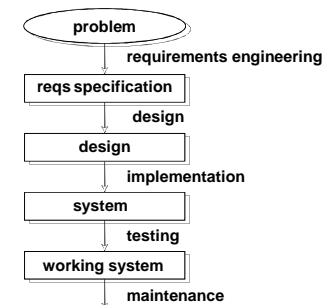 problem
requirements engineering
reqs specification
design
design
implementation
system
testing
working system
maintenance